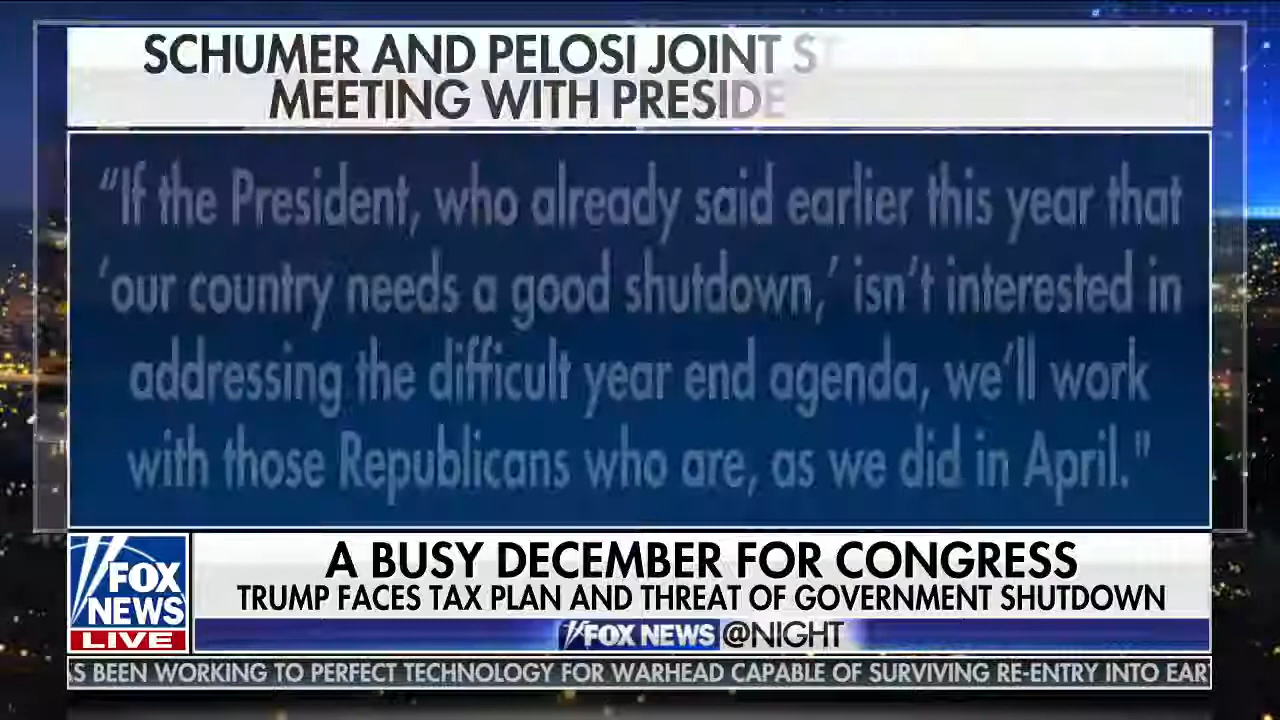 SCHUMER AND PELOSI JOINT
MEETING WITH PRESIDE
“If the President, who already said earlier this year that
‘our country needs a good shutdown,’ isn’t interested in
addressing the difficult year end agenda, we’ll work
with those Republicans who are, as we did in April."
A BUSY DECEMBER FOR CONGRESS
TRUMP FACES TAX PLAN AND THREAT OF GOVERNMENT SHUTDOWN
FOX
NEWS
LIVE
FOX NEWS @NIGHT
AS BEEN WORKING TO PERFECT TECHNOLOGY FOR WARHEAD CAPABLE OF SURVIVING RE-ENTRY INTO EAR